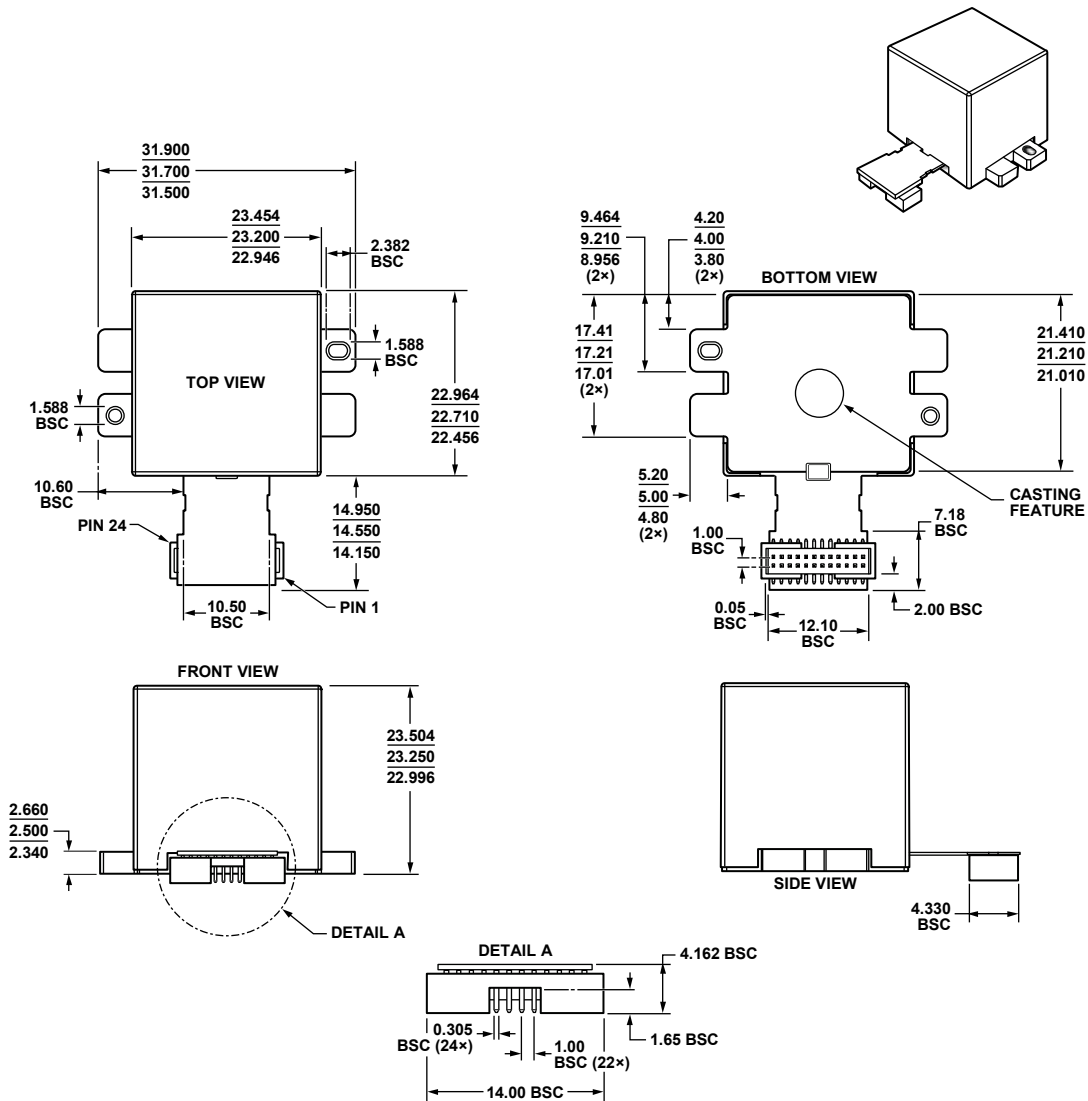 31.900
31.700
31.500
23.454
23.200
22.946
2.382
BSC
1.588
BSC
TOP VIEW
1.588
BSC
22.964
22.710
22.456
10.60
BSC
PIN 24
14.950
14.550
14.150
10.50
BSC
PIN 1
9.464
9.210
8.956
(2×)
4.20
4.00
3.80
(2×)
BOTTOM VIEW
17.41
17.21
17.01
(2×)
21.410
21.210
21.010
5.20
5.00
4.80
(2×)
CASTING
FEATURE
1.00
BSC
7.18
BSC
0.05
BSC
12.10
BSC
2.00 BSC
FRONT VIEW
23.504
23.250
22.996
2.660
2.500
2.340
DETAIL A
SIDE VIEW
4.330
BSC
DETAIL A
4.162 BSC
0.305
BSC (24×)
1.00
BSC (22×)
1.65 BSC
14.00 BSC